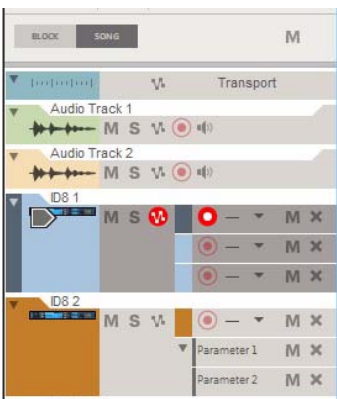 BLOCK SONG M
Transport
Audio Track 1
M S
Audio Track 2
M S
ID8 1
M S M X
M X
M X
ID8 2
M S M X
Parameter 1 M X
Parameter 2 M X